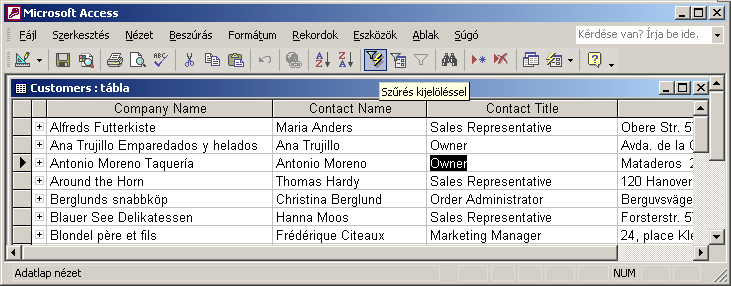 Microsoft Access
Fájl Szerkesztés Nézet Beszúrás Formátum Rekordok Eszközök Ablak Súgó Kérdése van? Írja be ide.
Szűrés kijelöléssel
Customers : tábla
Company Name Contact Name Contact Title
Alfreds Futterkiste Maria Anders Sales Representative Obere Str. 57
Ana Trujillo Emparedados y helados Ana Trujillo Owner Avda. de la C
Antonio Moreno Taquería Antonio Moreno Owner Mataderos 2
Around the Horn Thomas Hardy Sales Representative 120 Hanover
Berglunds snabbköp Christina Berglund Order Administrator Berguvsväge
Blauer See Delikatessen Hanna Moos Sales Representative Forsterstr. 57
Blondel père et fils Frédérique Citeaux Marketing Manager 24, place Klé
Adatlap nézet NUM